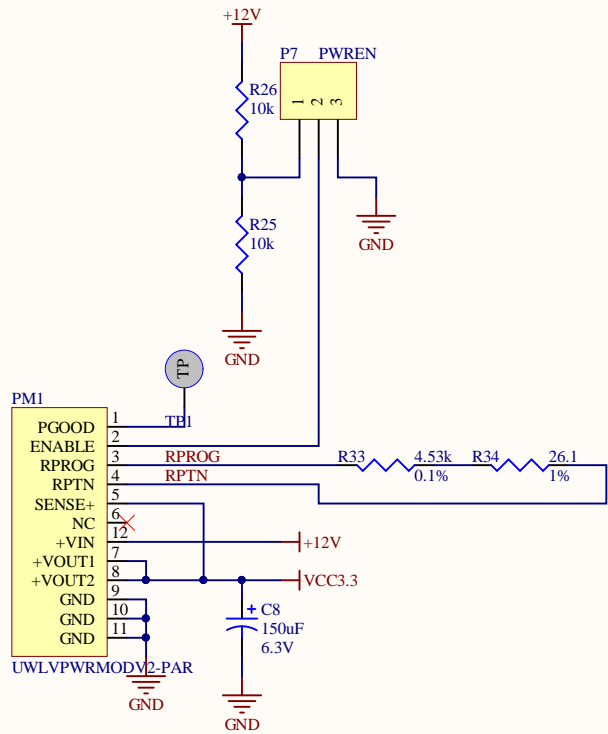 +12V
P7 PWREN
R26
10k
1 2 3
R25
10k
GND
GND
TP
PM1
TP1
PGOOD 1
ENABLE 2
RPROG 3 RPROG R33 4.53k R34 26.1
0.1% 1%
RPTN 4 RPTN
SENSE+ 5
NC 6
+VIN 12 +12V
+VOUT1 7
+VOUT2 8 VCC3.3
GND 9
GND 10
GND 11
+ C8
150uF
6.3V
UWLVPWRMODV2-PAR
GND
GND